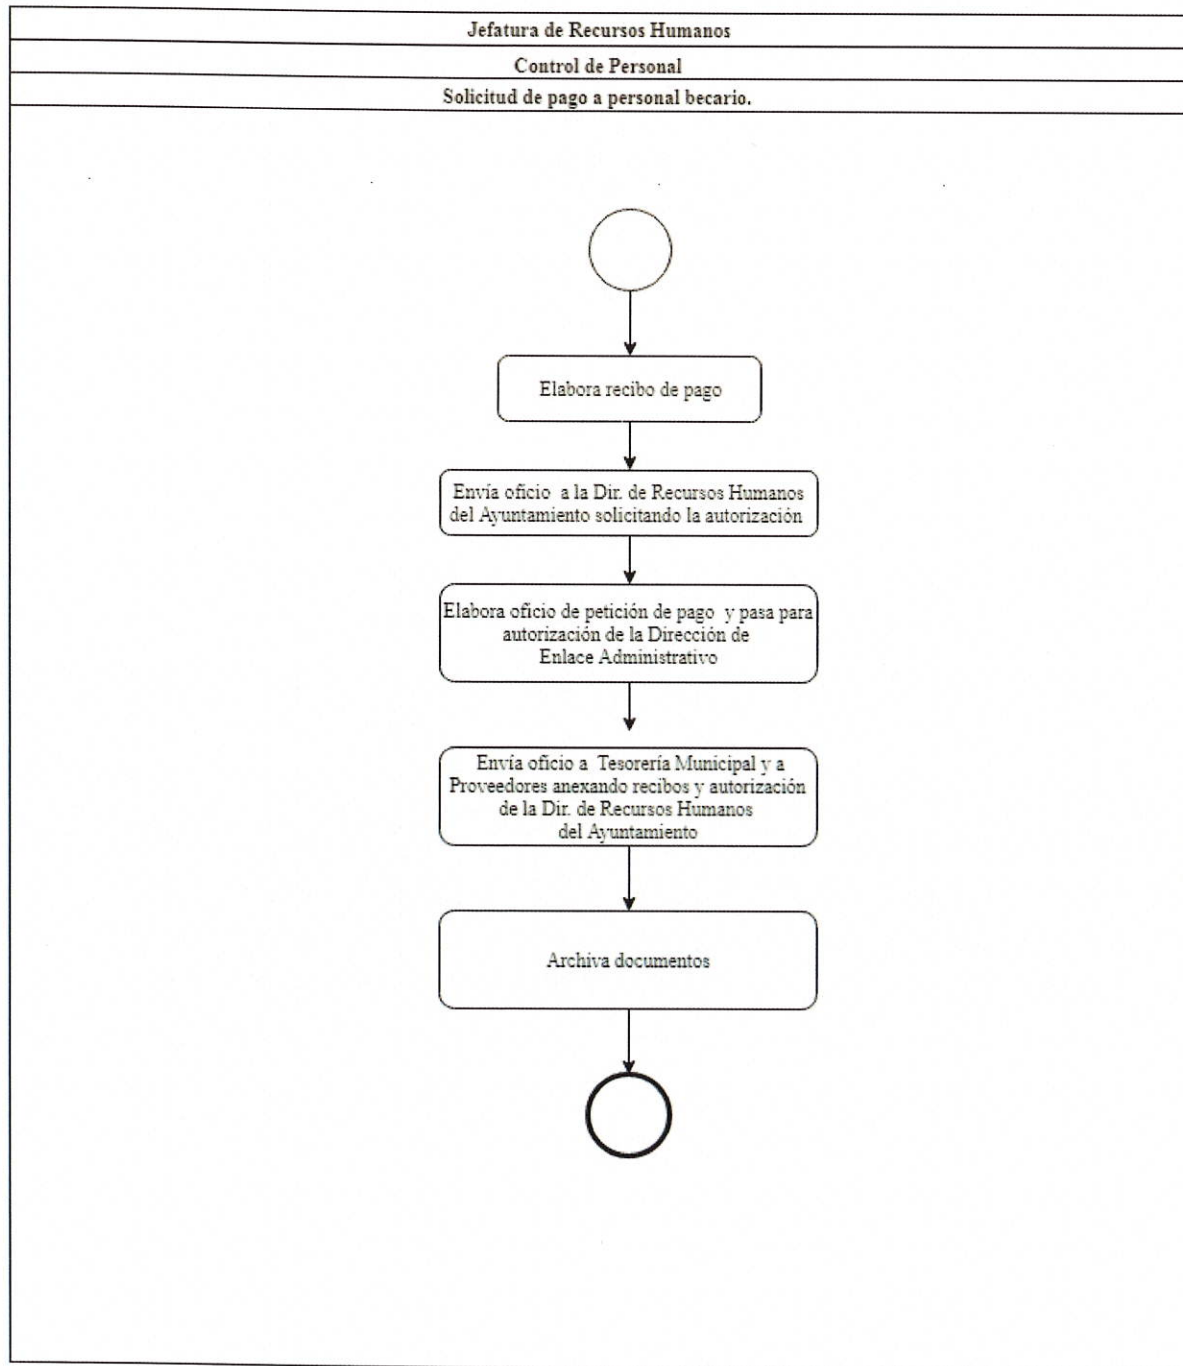 Jefatura de Recursos Humanos
Control de Personal
Solicitud de pago a personal becario.
Elabora recibo de pago
Envía oficio a la Dir. de Recursos Humanos
del Ayuntamiento solicitando la autorización
Elabora oficio de petición de pago y pasa para
autorización de la Dirección de
Enlace Administrativo
Envía oficio a Tesorería Municipal y a
Proveedores anexando recibos y autorización
de la Dir. de Recursos Humanos
del Ayuntamiento
Archiva documentos